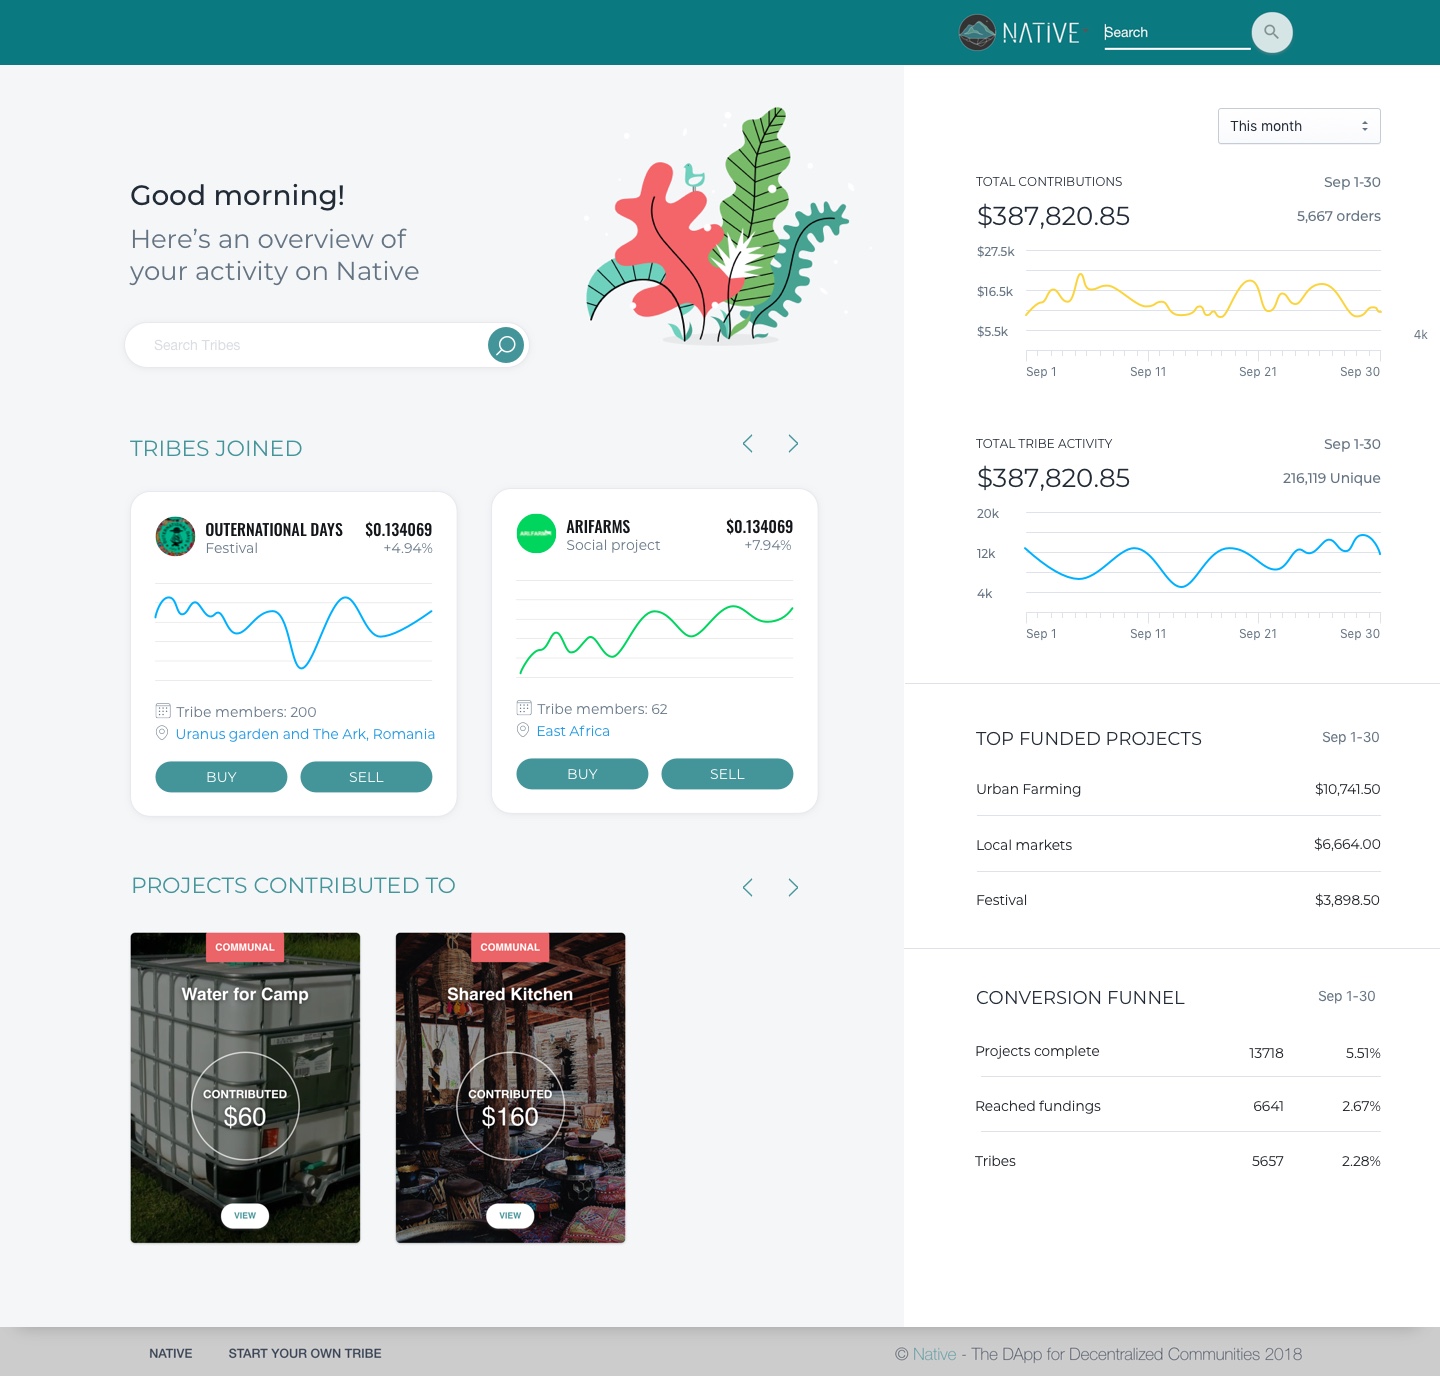 NATIVE
Search
Good morning!
Here's an overview of
your activity on Native
Search Tribes
TRIBES JOINED
OUTERNATIONAL DAYS $0.134069
Festival +4.94%
Tribe members: 200
Uranus garden and The Ark, Romania
BUY SELL
ARIFARMS $0.134069
Social project +7.94%
Tribe members: 62
East Africa
BUY SELL
PROJECTS CONTRIBUTED TO
COMMUNAL
Water for Camp
CONTRIBUTED
$60
VIEW
COMMUNAL
Shared Kitchen
CONTRIBUTED
$160
VIEW
This month
TOTAL CONTRIBUTIONS Sep 1-30
$387,820.85 5,667 orders
$27.5k
$16.5k
$5.5k
4k
Sep 1 Sep 11 Sep 21 Sep 30
TOTAL TRIBE ACTIVITY Sep 1-30
$387,820.85 216,119 Unique
20k
12k
4k
Sep 1 Sep 11 Sep 21 Sep 30
TOP FUNDED PROJECTS Sep 1-30
Urban Farming $10,741.50
Local markets $6,664.00
Festival $3,898.50
CONVERSION FUNNEL Sep 1-30
Projects complete 13718 5.51%
Reached fundings 6641 2.67%
Tribes 5657 2.28%
NATIVE START YOUR OWN TRIBE
© Native - The DApp for Decentralized Communities 2018